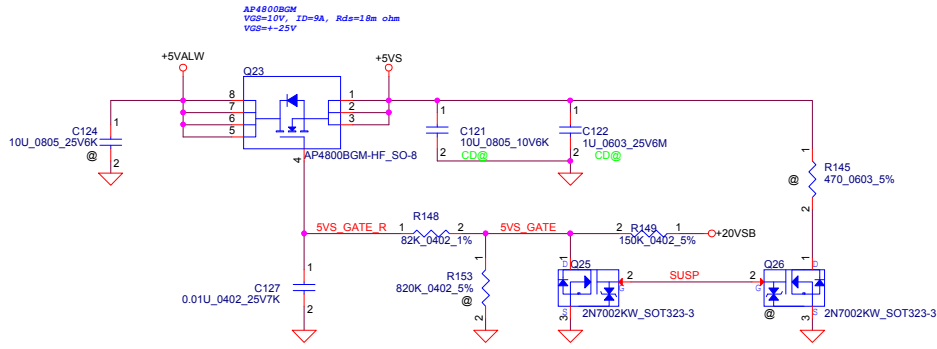 AP4800BGM
VGS=10V, ID=9A, Rds=18m ohm
VGS=+-25V
+5VALW
+5VS
Q23
8
7
6
5
1
2
3
4
AP4800BGM-HF_SO-8
1
C124
10U_0805_25V6K
@
2
1
C121
10U_0805_10V6K
CD@
2
1
C122
1U_0603_25V6M
CD@
2
1
R145
470_0603_5%
@
2
5VS_GATE_R
1
R148
2
82K_0402_1%
5VS_GATE
2
R149
1
150K_0402_5%
+20VSB
1
C127
0.01U_0402_25V7K
2
1
R153
820K_0402_5%
@
2
1
D
Q25
2
G
S
3
2N7002KW_SOT323-3
SUSP
1
D
Q26
2
G
@
S
3
2N7002KW_SOT323-3